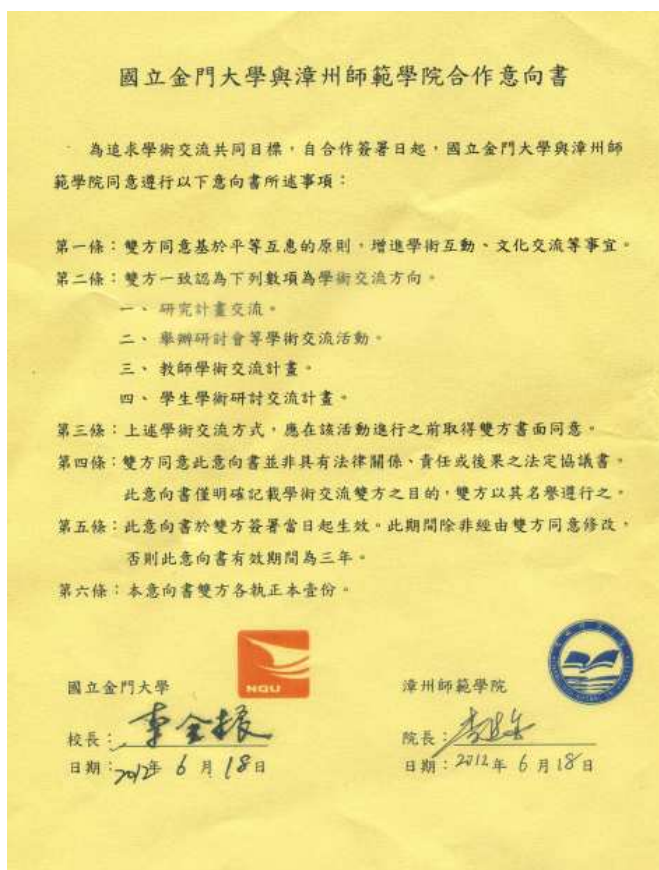 國立金門大學與漳州師範學院合作意向書
為追求學術交流共同目標，自合作簽署日起，國立金門大學與漳州師
範學院同意遵行以下意向書所述事項：
第一條：雙方同意基於平等互惠的原則，增進學術互動、文化交流等事宜。
第二條：雙方一致認為下列數項為學術交流方向。
一、研究計畫交流。
二、舉辦研討會等學術交流活動。
三、教師學術交流計畫。
四、學生學術研討交流計畫。
第三條：上述學術交流方式，應在該活動進行之前取得雙方書面同意。
第四條：雙方同意此意向書並非具有法律關係、責任或後果之法定協議書。
此意向書僅明確記載學術交流雙方之目的，雙方以其名譽遵行之。
第五條：此意向書於雙方簽署當日起生效。此期間除非經由雙方同意修改，
否則此意向書有效期間為三年。
第六條：本意向書雙方各執正本壹份。
NQU
國立金門大學
漳州師範學院
校長：李金振
院長：
日期：2012年 6 月 18日
日期：2012年 6 月 18日